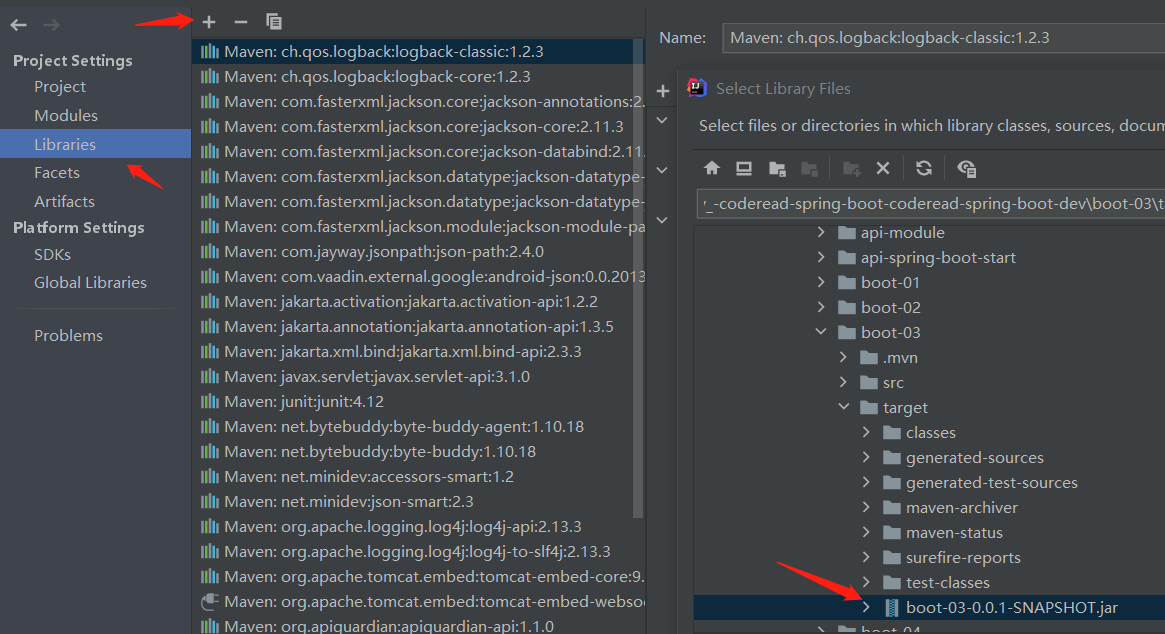 Project Settings
Project
Modules
Libraries
Facets
Artifacts
Platform Settings
SDKs
Global Libraries
Problems
Maven: ch.qos.logback:logback-classic:1.2.3
Maven: ch.qos.logback:logback-core:1.2.3
Maven: com.fasterxml.jackson.core:jackson-annotations:2.
Maven: com.fasterxml.jackson.core:jackson-core:2.11.3
Maven: com.fasterxml.jackson.core:jackson-databind:2.11.
Maven: com.fasterxml.jackson.datatype:jackson-datatype-
Maven: com.fasterxml.jackson.datatype:jackson-datatype-
Maven: com.fasterxml.jackson.module:jackson-module-pa
Maven: com.jayway.jsonpath:json-path:2.4.0
Maven: com.vaadin.external.google:android-json:0.0.2013
Maven: jakarta.activation:jakarta.activation-api:1.2.2
Maven: jakarta.annotation:jakarta.annotation-api:1.3.5
Maven: jakarta.xml.bind:jakarta.xml.bind-api:2.3.3
Maven: javax.servlet:javax.servlet-api:3.1.0
Maven: junit:junit:4.12
Maven: net.bytebuddy:byte-buddy-agent:1.10.18
Maven: net.bytebuddy:byte-buddy:1.10.18
Maven: net.minidev:accessors-smart:1.2
Maven: net.minidev:json-smart:2.3
Maven: org.apache.logging.log4j:log4j-api:2.13.3
Maven: org.apache.logging.log4j:log4j-to-slf4j:2.13.3
Maven: org.apache.tomcat.embed:tomcat-embed-core:9.
Maven: org.apache.tomcat.embed:tomcat-embed-webso
Maven: org.apiguardian:apiguardian-api:1.1.0
Name: Maven: ch.qos.logback:logback-classic:1.2.3
Select Library Files
Select files or directories in which library classes, sources, docum
_-coderead-spring-boot-coderead-spring-boot-dev\boot-03\t
api-module
api-spring-boot-start
boot-01
boot-02
boot-03
.mvn
src
target
classes
generated-sources
generated-test-sources
maven-archiver
maven-status
surefire-reports
test-classes
boot-03-0.0.1-SNAPSHOT.jar
boot-04